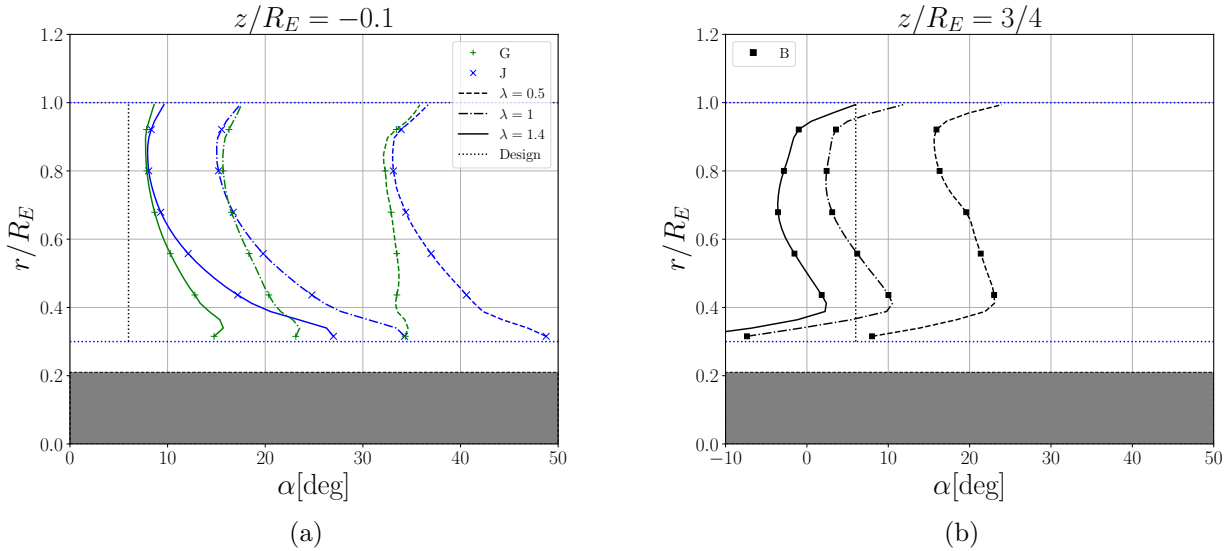 z/R_E = −0.1
1.2
1.0
0.8
0.6
0.4
0.2
0.0
r/R_E
0
10
20
30
40
50
α[deg]
G
J
λ = 0.5
λ = 1
λ = 1.4
Design
(a)
z/R_E = 3/4
1.2
1.0
0.8
0.6
0.4
0.2
0.0
r/R_E
−10
0
10
20
30
40
50
α[deg]
B
(b)